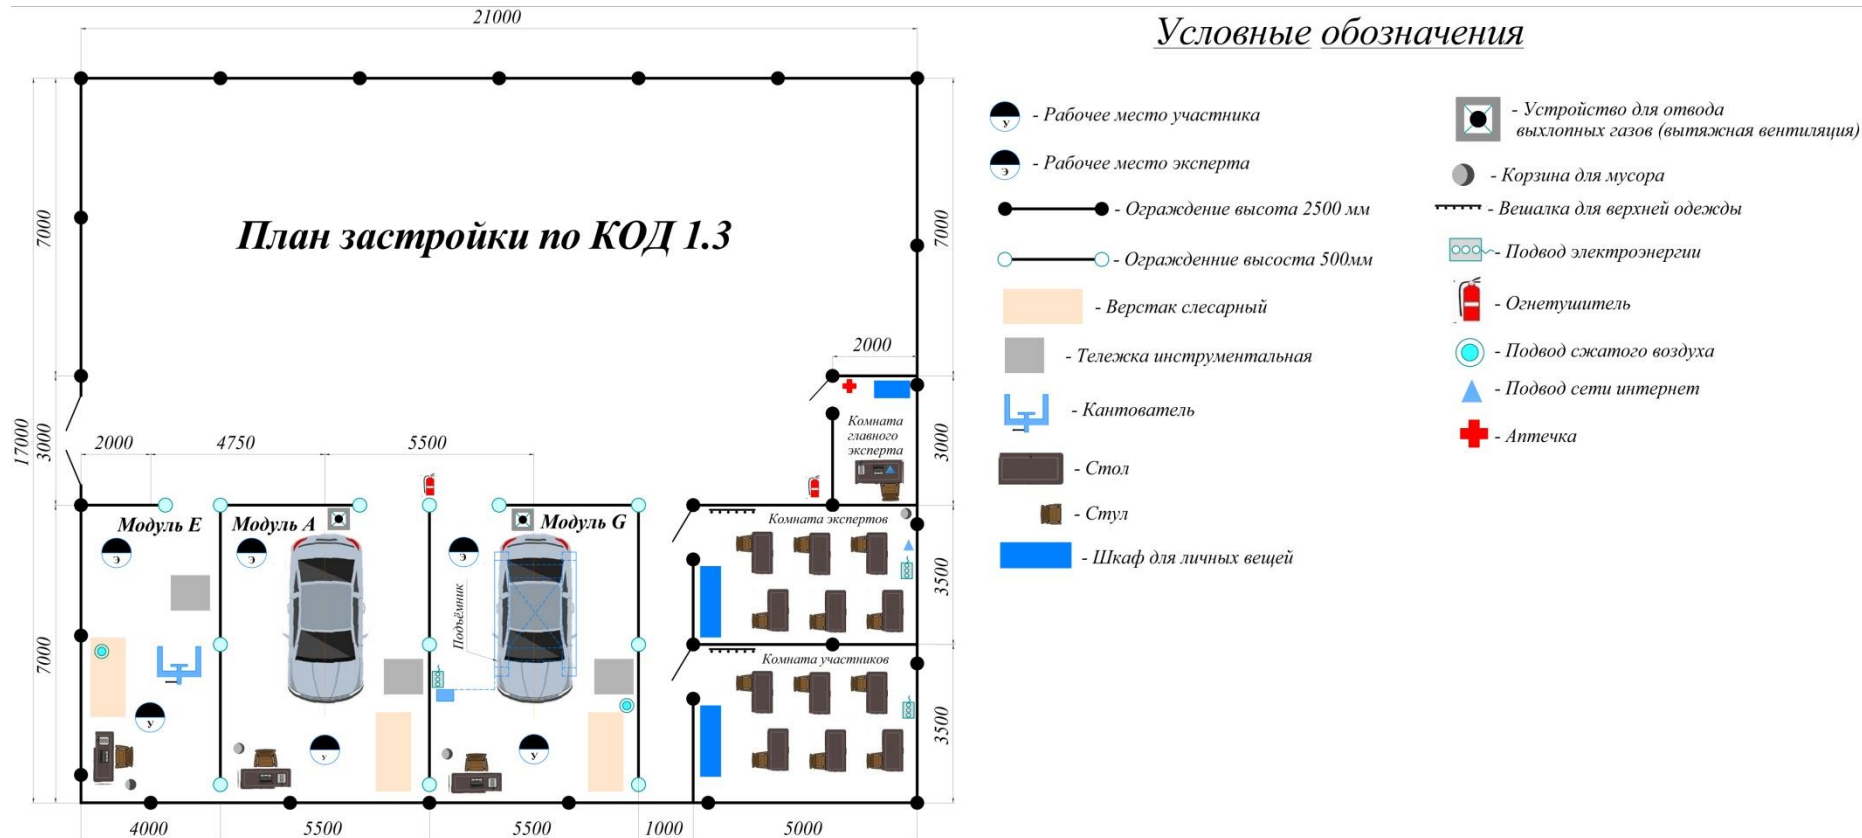 21000
Условные обозначения
- Рабочее место участника
- Рабочее место эксперта
- Ограждение высота 2500 мм
- Огражденние высоста 500мм
- Верстак слесарный
- Тележка инструментальная
- Кантователь
- Стол
- Стул
- Шкаф для личных вещей
- Устройство для отвода
выхлопных газов (вытяжная вентиляция)
- Корзина для мусора
- Вешалка для верхней одежды
- Подвод электроэнергии
- Огнетушитель
- Подвод сжатого воздуха
- Подвод сети интернет
- Аптечка
У
Э
План застройки по КОД 1.3
7000
7000
17000
3000
7000
2000
3000
3500
3500
2000
4750
5500
Комната
главного
эксперта
Модуль E
Модуль A
Модуль G
Э
Э
Э
Подъёмник
У
У
У
Комната экспертов
Комната участников
4000
5500
5500
1000
5000